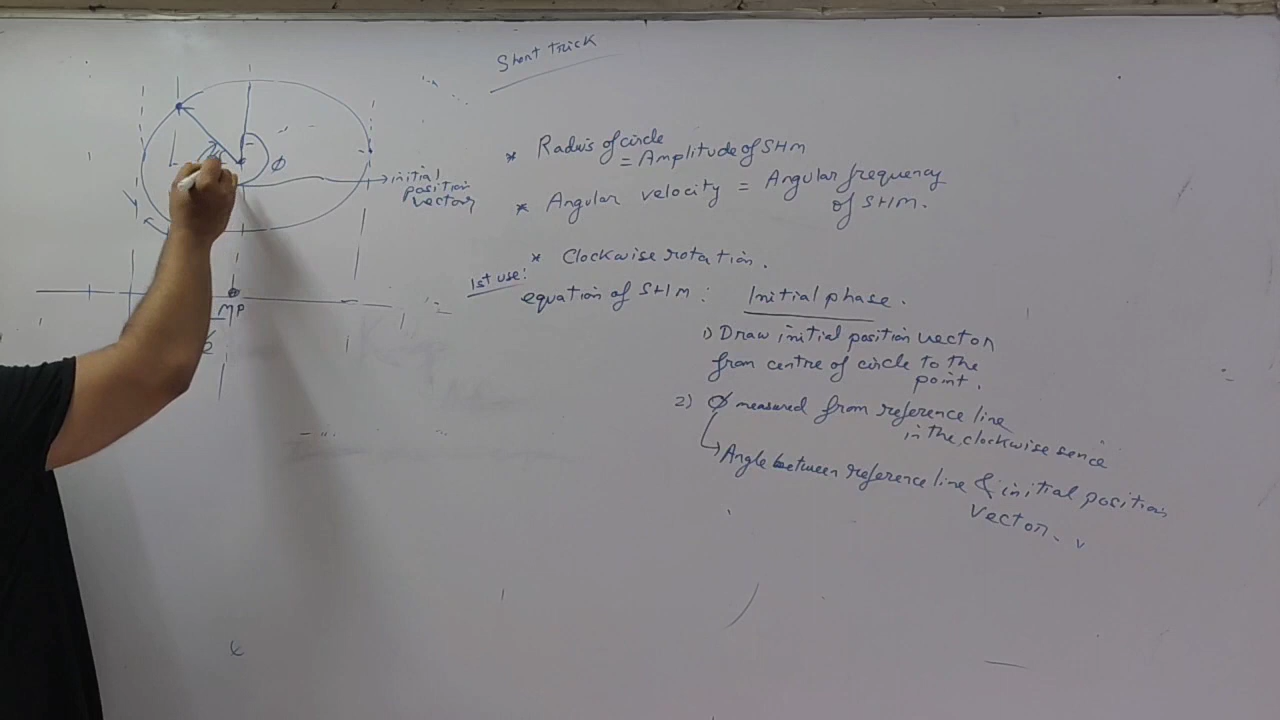 Short trick
* Radius of circle
= Amplitude of SHM
* Angular velocity = Angular frequency
of SHM.
* Clockwise rotation.
1st use:
equation of SHM : Initial phase.
1) Draw initial position vector
from centre of circle to the
point.
2) Ø measured from reference line
in the clockwise sence
Angle between reference line & initial position
vector.
Ø
initial
position
vector
MP